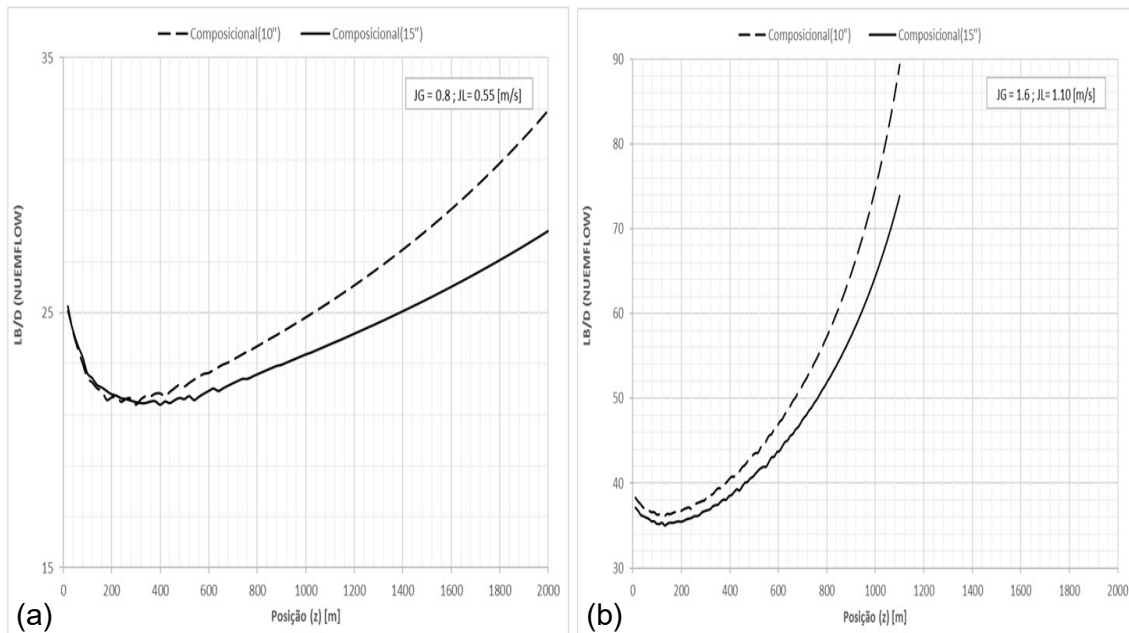 Composicional(10") Composicional(15")
35
JG = 0.8 ; JL= 0.55 [m/s]
LB/D (NUEMFLOW)
25
15
0 200 400 600 800 1000 1200 1400 1600 1800 2000
Posição (z) [m]
(a)
Composicional(10") Composicional(15")
90
JG = 1.6 ; JL= 1.10 [m/s]
80
70
LB/D (NUEMFLOW)
60
50
40
30
0 200 400 600 800 1000 1200 1400 1600 1800 2000
Posição (z) [m]
(b)